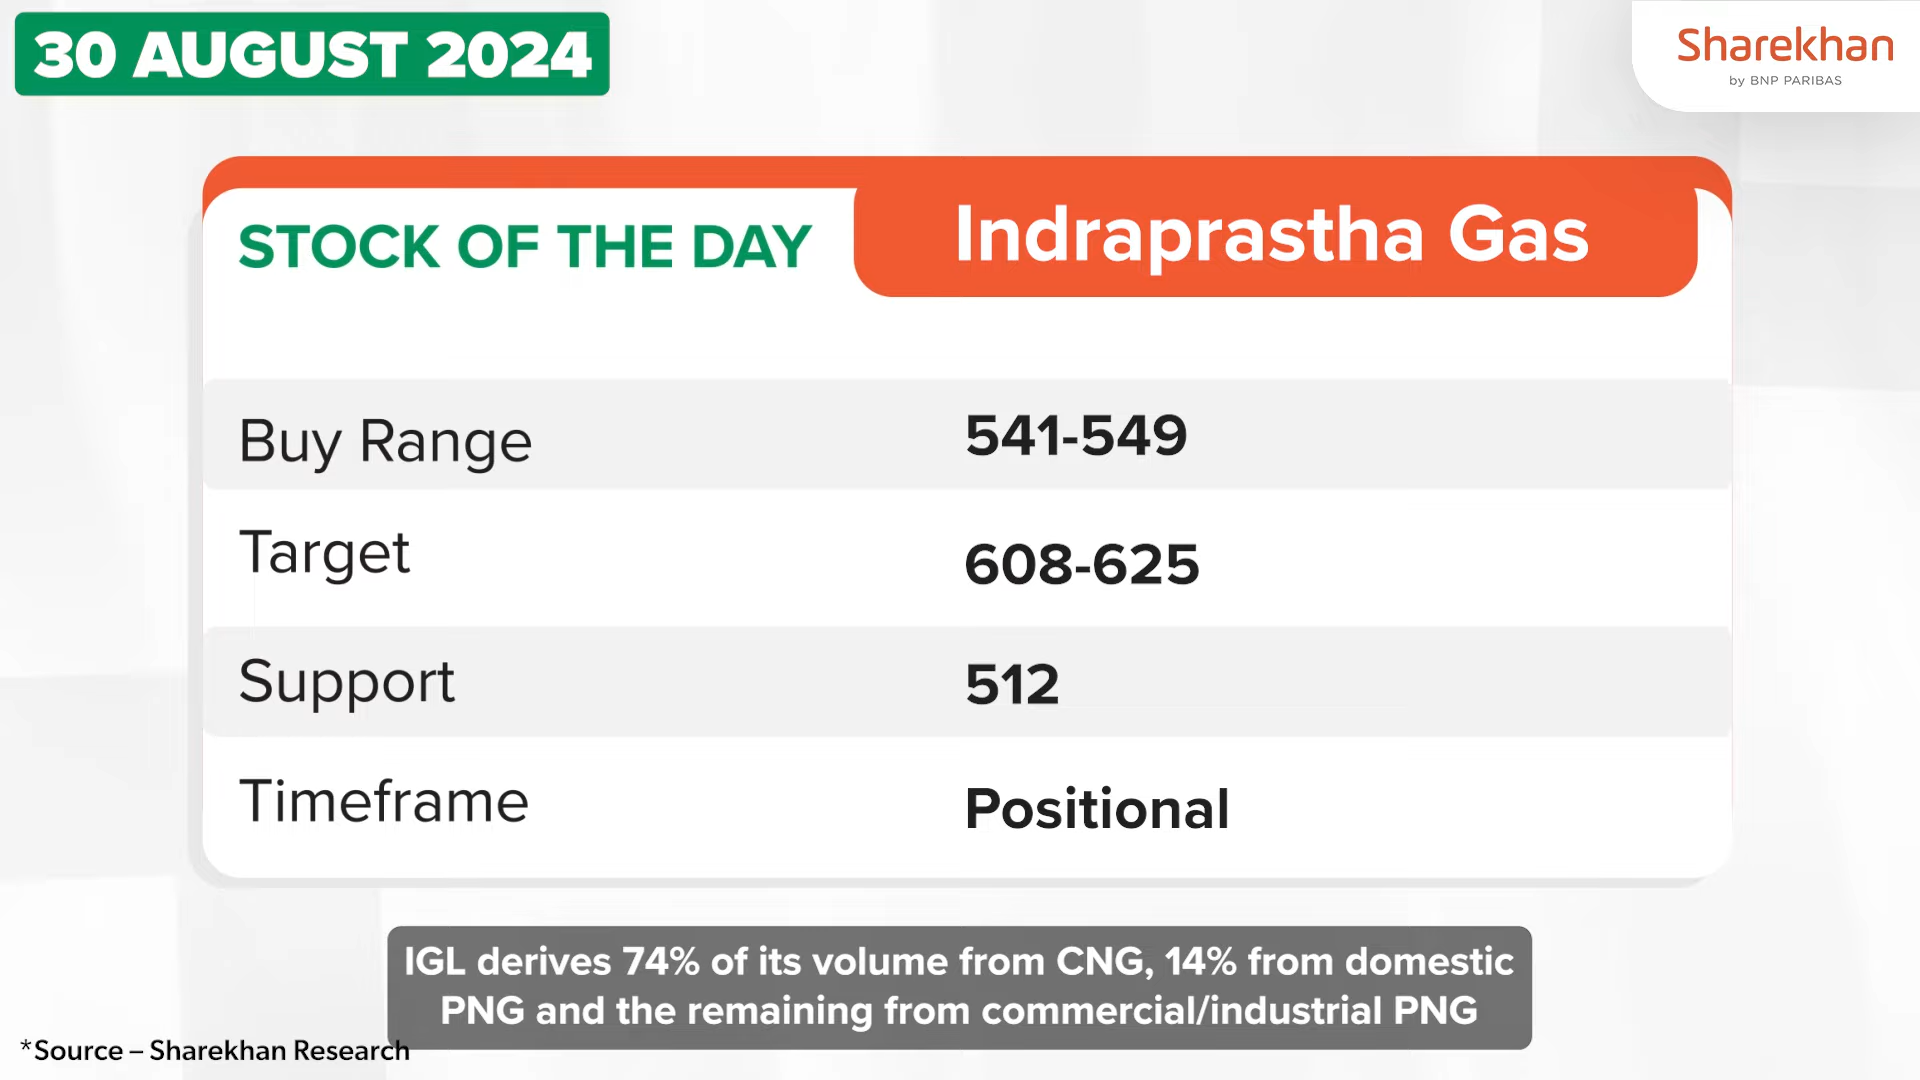 30 AUGUST 2024
Sharekhan
by BNP PARIBAS
STOCK OF THE DAY
Indraprastha Gas
Buy Range 541-549
Target 608-625
Support 512
Timeframe Positional
IGL derives 74% of its volume from CNG, 14% from domestic
PNG and the remaining from commercial/industrial PNG
*Source – Sharekhan Research